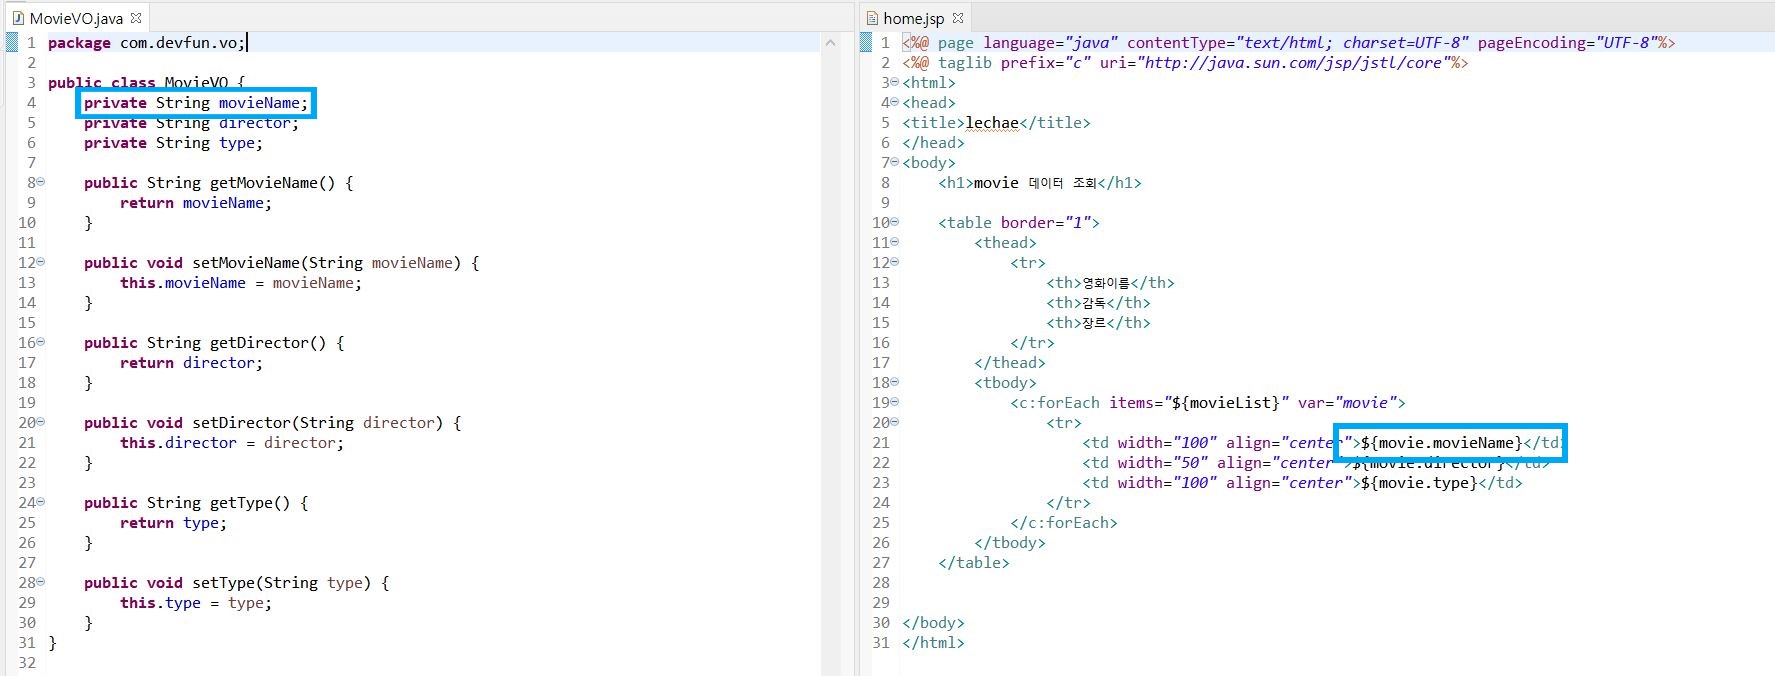 MovieVO.java
1 package com.devfun.vo;
2
3 public class MovieVO {
4 private String movieName;
5 private String director;
6 private String type;
7
8 public String getMovieName() {
9 return movieName;
10 }
11
12 public void setMovieName(String movieName) {
13 this.movieName = movieName;
14 }
15
16 public String getDirector() {
17 return director;
18 }
19
20 public void setDirector(String director) {
21 this.director = director;
22 }
23
24 public String getType() {
25 return type;
26 }
27
28 public void setType(String type) {
29 this.type = type;
30 }
31 }
32
home.jsp
1 <%@ page language="java" contentType="text/html; charset=UTF-8" pageEncoding="UTF-8"%>
2 <%@ taglib prefix="c" uri="http://java.sun.com/jsp/jstl/core"%>
3 <html>
4 <head>
5 <title>lechae</title>
6 </head>
7 <body>
8 <h1>movie 데이터 조회</h1>
9
10 <table border="1">
11 <thead>
12 <tr>
13 <th>영화이름</th>
14 <th>감독</th>
15 <th>장르</th>
16 </tr>
17 </thead>
18 <tbody>
19 <c:forEach items="${movieList}" var="movie">
20 <tr>
21 <td width="100" align="center">${movie.movieName}</td>
22 <td width="50" align="center">${movie.director}</td>
23 <td width="100" align="center">${movie.type}</td>
24 </tr>
25 </c:forEach>
26 </tbody>
27 </table>
28
29
30 </body>
31 </html>